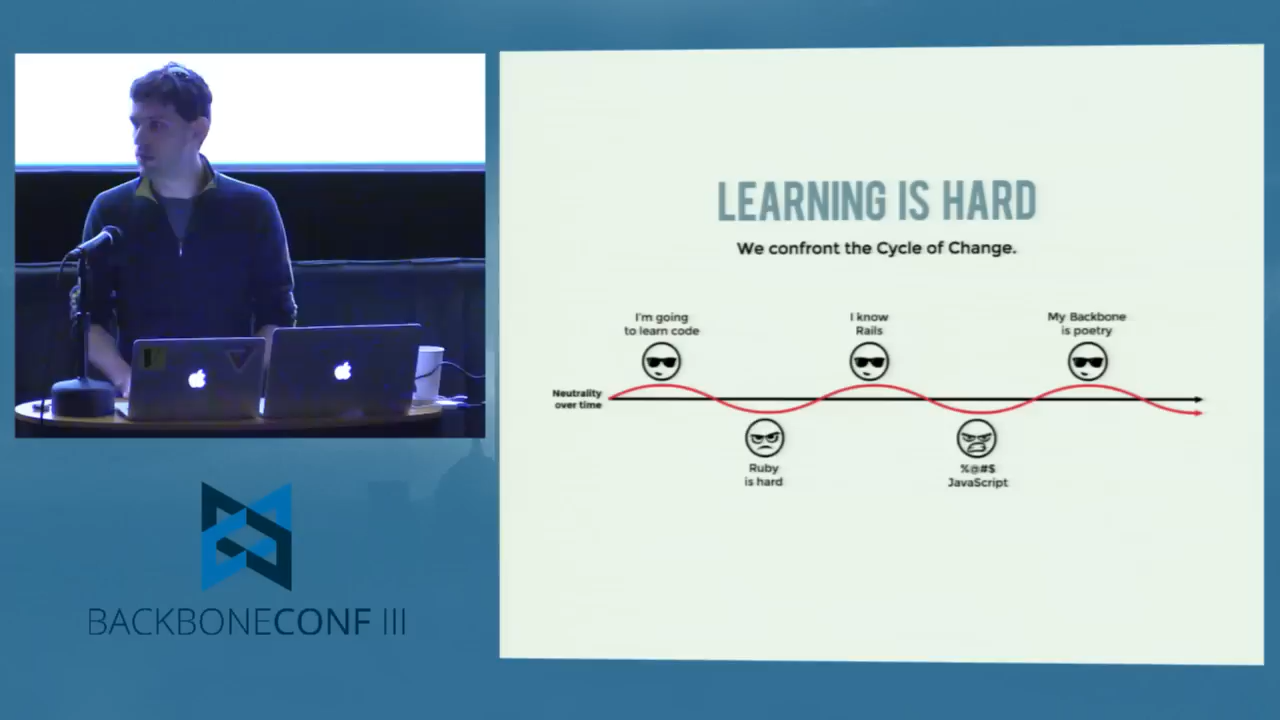 LEARNING IS HARD
We confront the Cycle of Change.
I'm going
to learn code
I know
Rails
My Backbone
is poetry
Neutrality
over time
Ruby
is hard
%@#$
JavaScript
BACKBONECONF III